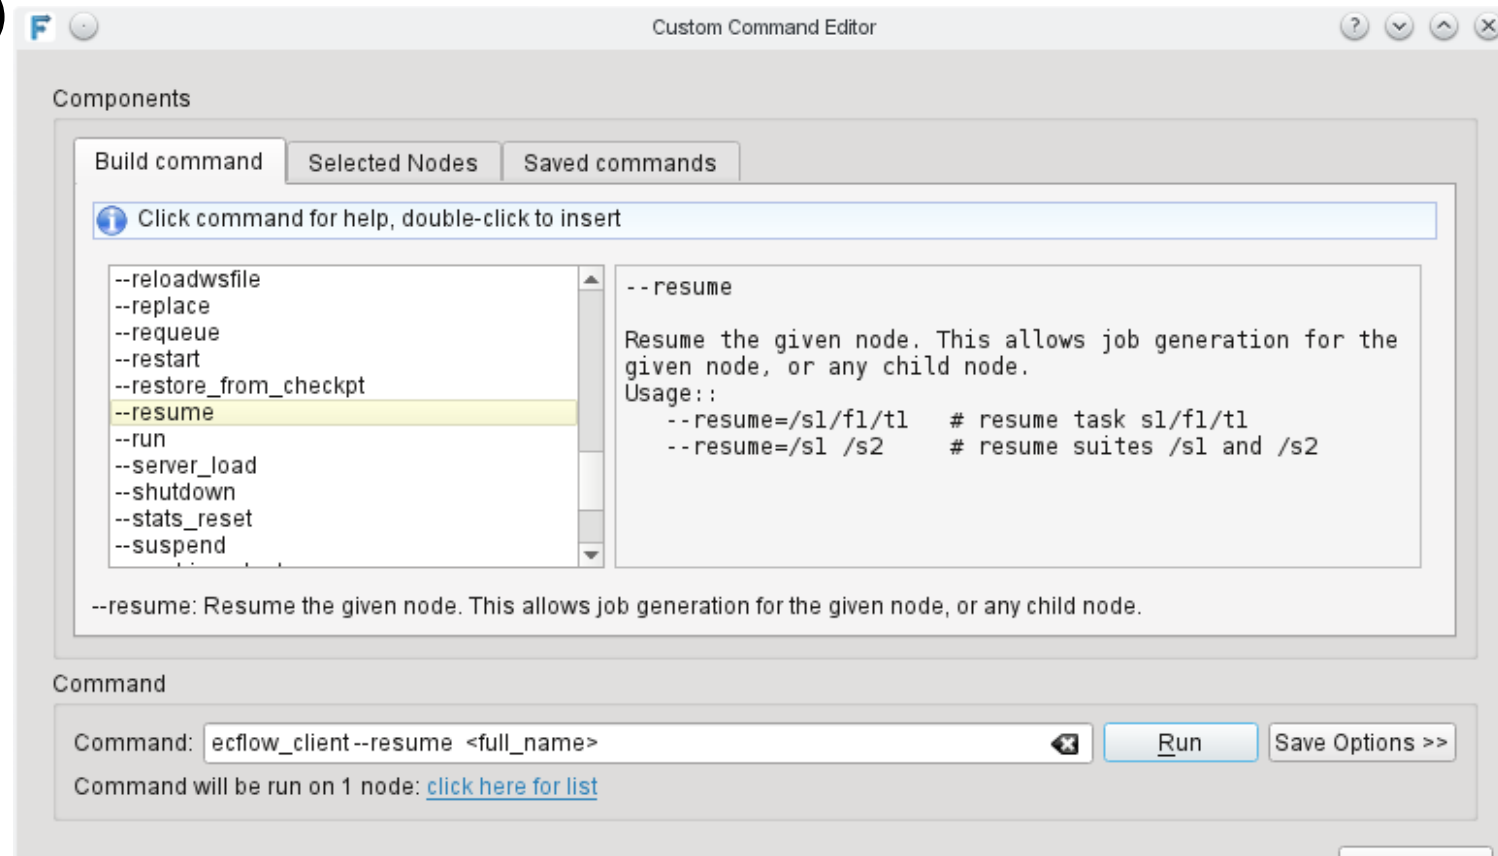 Custom Command Editor
Components
Build command
Selected Nodes
Saved commands
Click command for help, double-click to insert
--reloadwsfile
--replace
--requeue
--restart
--restore_from_checkpt
--resume
--run
--server_load
--shutdown
--stats_reset
--suspend
--resume
Resume the given node. This allows job generation for the
given node, or any child node.
Usage::
--resume=/s1/f1/t1 # resume task s1/f1/t1
--resume=/s1 /s2 # resume suites /s1 and /s2
--resume: Resume the given node. This allows job generation for the given node, or any child node.
Command
Command: ecflow_client --resume <full_name>
Run
Save Options >>
Command will be run on 1 node: click here for list